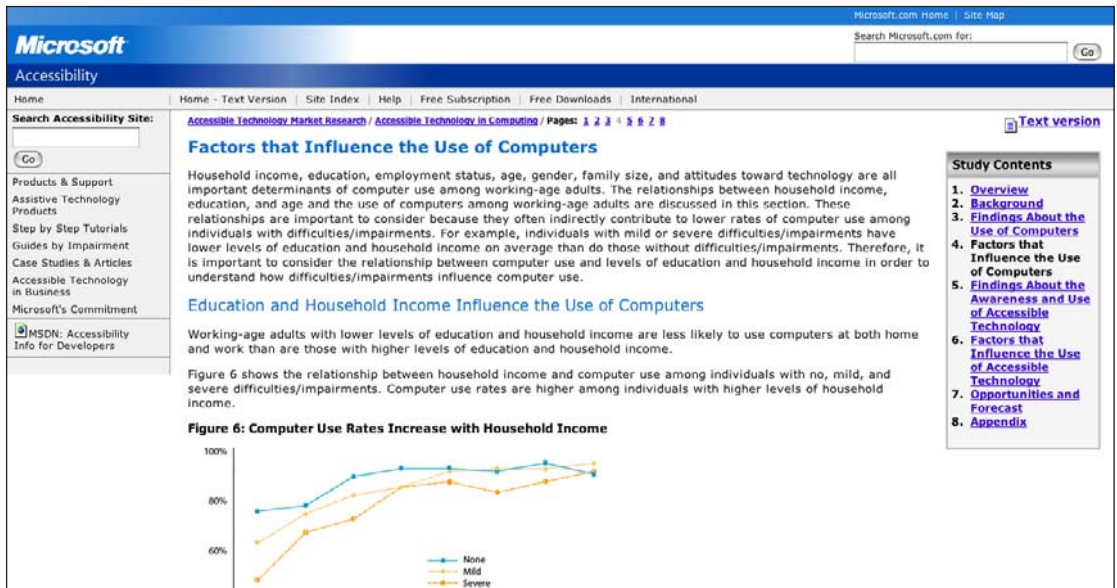 Microsoft.com Home | Site Map
Microsoft
Search Microsoft.com for:
Go
Accessibility
Home
Home - Text Version | Site Index | Help | Free Subscription | Free Downloads | International
Search Accessibility Site:
Go
Products & Support
Assistive Technology
Products
Step by Step Tutorials
Guides by Impairment
Case Studies & Articles
Accessible Technology
in Business
Microsoft's Commitment
MSDN: Accessibility
Info for Developers
Accessible Technology Market Research / Accessible Technology in Computing / Pages: 1 2 3 4 5 6 7 8
Text version
Factors that Influence the Use of Computers
Household income, education, employment status, age, gender, family size, and attitudes toward technology are all
important determinants of computer use among working-age adults. The relationships between household income,
education, and age and the use of computers among working-age adults are discussed in this section. These
relationships are important to consider because they often indirectly contribute to lower rates of computer use among
individuals with difficulties/impairments. For example, individuals with mild or severe difficulties/impairments have
lower levels of education and household income on average than do those without difficulties/impairments. Therefore, it
is important to consider the relationship between computer use and levels of education and household income in order to
understand how difficulties/impairments influence computer use.
Education and Household Income Influence the Use of Computers
Working-age adults with lower levels of education and household income are less likely to use computers at both home
and work than are those with higher levels of education and household income.
Figure 6 shows the relationship between household income and computer use among individuals with no, mild, and
severe difficulties/impairments. Computer use rates are higher among individuals with higher levels of household
income.
Figure 6: Computer Use Rates Increase with Household Income
100%
80%
60%
None
Mild
Severe
Study Contents
1. Overview
2. Background
3. Findings About the
Use of Computers
4. Factors that
Influence the Use
of Computers
5. Findings About the
Awareness and Use
of Accessible
Technology
6. Factors that
Influence the Use
of Accessible
Technology
7. Opportunities and
Forecast
8. Appendix